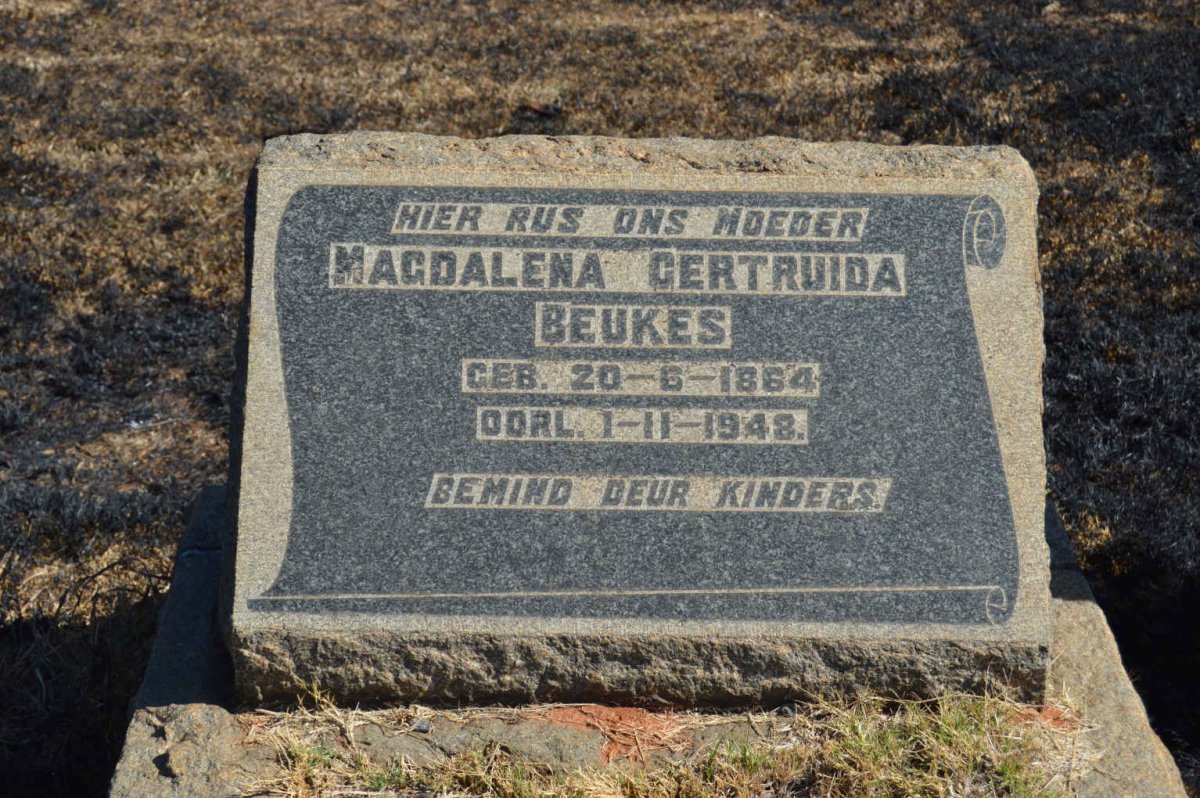 HIER RUS ONS MOEDER
MAGDALENA GERTRUIDA
BEUKES
GEB. 20-6-1864
OORL. 1-11-1948.
BEMIND DEUR KINDERS.